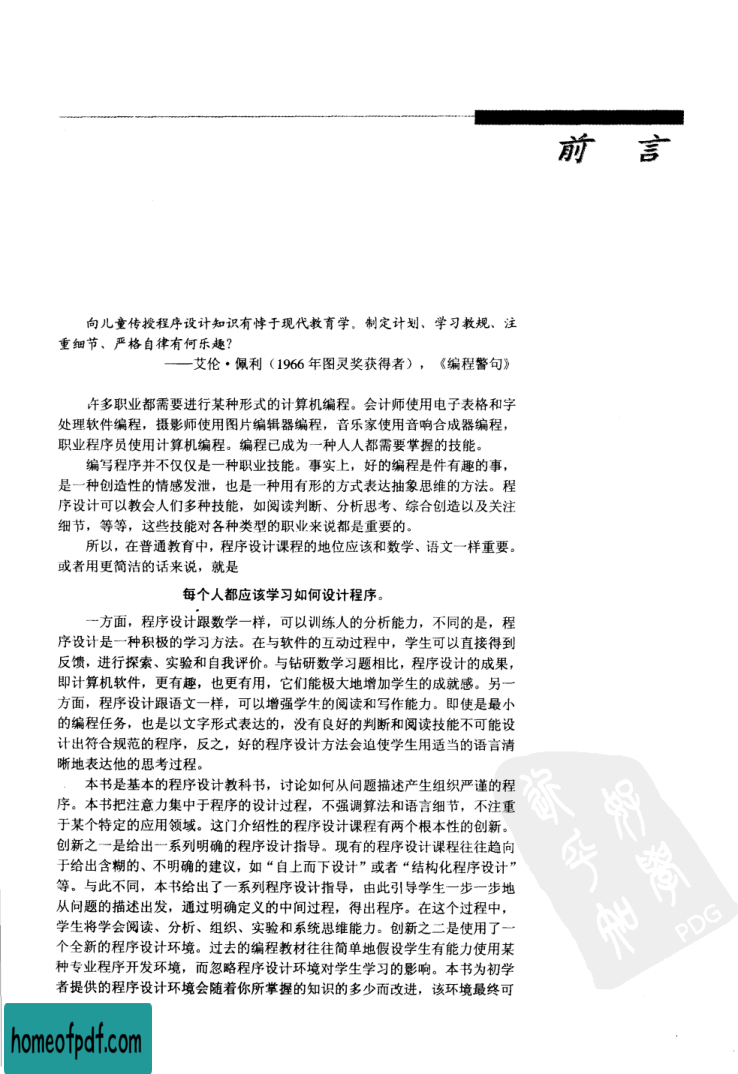 前 言
向儿童传授程序设计知识有悖于现代教育学。制定计划、学习教规、注
重细节、严格自律有何乐趣?
——艾伦·佩利(1966 年图灵奖获得者),《编程警句》
许多职业都需要进行某种形式的计算机编程。会计师使用电子表格和字
处理软件编程,摄影师使用图片编辑器编程,音乐家使用音响合成器编程,
职业程序员使用计算机编程。编程已成为一种人人都需要掌握的技能。
编写程序并不仅仅是一种职业技能。事实上,好的编程是件有趣的事,
是一种创造性的情感发泄,也是一种用有形的方式表达抽象思维的方法。程
序设计可以教会人们多种技能,如阅读判断、分析思考、综合创造以及关注
细节,等等,这些技能对各种类型的职业来说都是重要的。
所以,在普通教育中,程序设计课程的地位应该和数学、语文一样重要。
或者用更简洁的话来说,就是
每个人都应该学习如何设计程序。
一方面,程序设计跟数学一样,可以训练人的分析能力,不同的是,程
序设计是一种积极的学习方法。在与软件的互动过程中,学生可以直接得到
反馈,进行探索、实验和自我评价。与钻研数学习题相比,程序设计的成果,
即计算机软件,更有趣,也更有用,它们能极大地增加学生的成就感。另一
方面,程序设计跟语文一样,可以增强学生的阅读和写作能力。即使是最小
的编程任务,也是以文字形式表达的,没有良好的判断和阅读技能不可能设
计出符合规范的程序,反之,好的程序设计方法会迫使学生用适当的语言清
晰地表达他的思考过程。
本书是基本的程序设计教科书,讨论如何从问题描述产生组织严谨的程
序。本书把注意力集中于程序的设计过程,不强调算法和语言细节,不注重
于某个特定的应用领域。这门介绍性的程序设计课程有两个根本性的创新。
创新之一是给出一系列明确的程序设计指导。现有的程序设计课程往往趋向
于给出含糊的、不明确的建议,如“自上而下设计”或者“结构化程序设计”
等。与此不同,本书给出了一系列程序设计指导,由此引导学生一步一步地
从问题的描述出发,通过明确定义的中间过程,得出程序。在这个过程中,
学生将学会阅读、分析、组织、实验和系统思维能力。创新之二是使用了一
个全新的程序设计环境。过去的编程教材往往简单地假设学生有能力使用某
种专业程序开发环境,而忽略程序设计环境对学生学习的影响。本书为初学
者提供的程序设计环境会随着你所掌握的知识的多少而改进,该环境最终可
PDG
homeofpdf.com